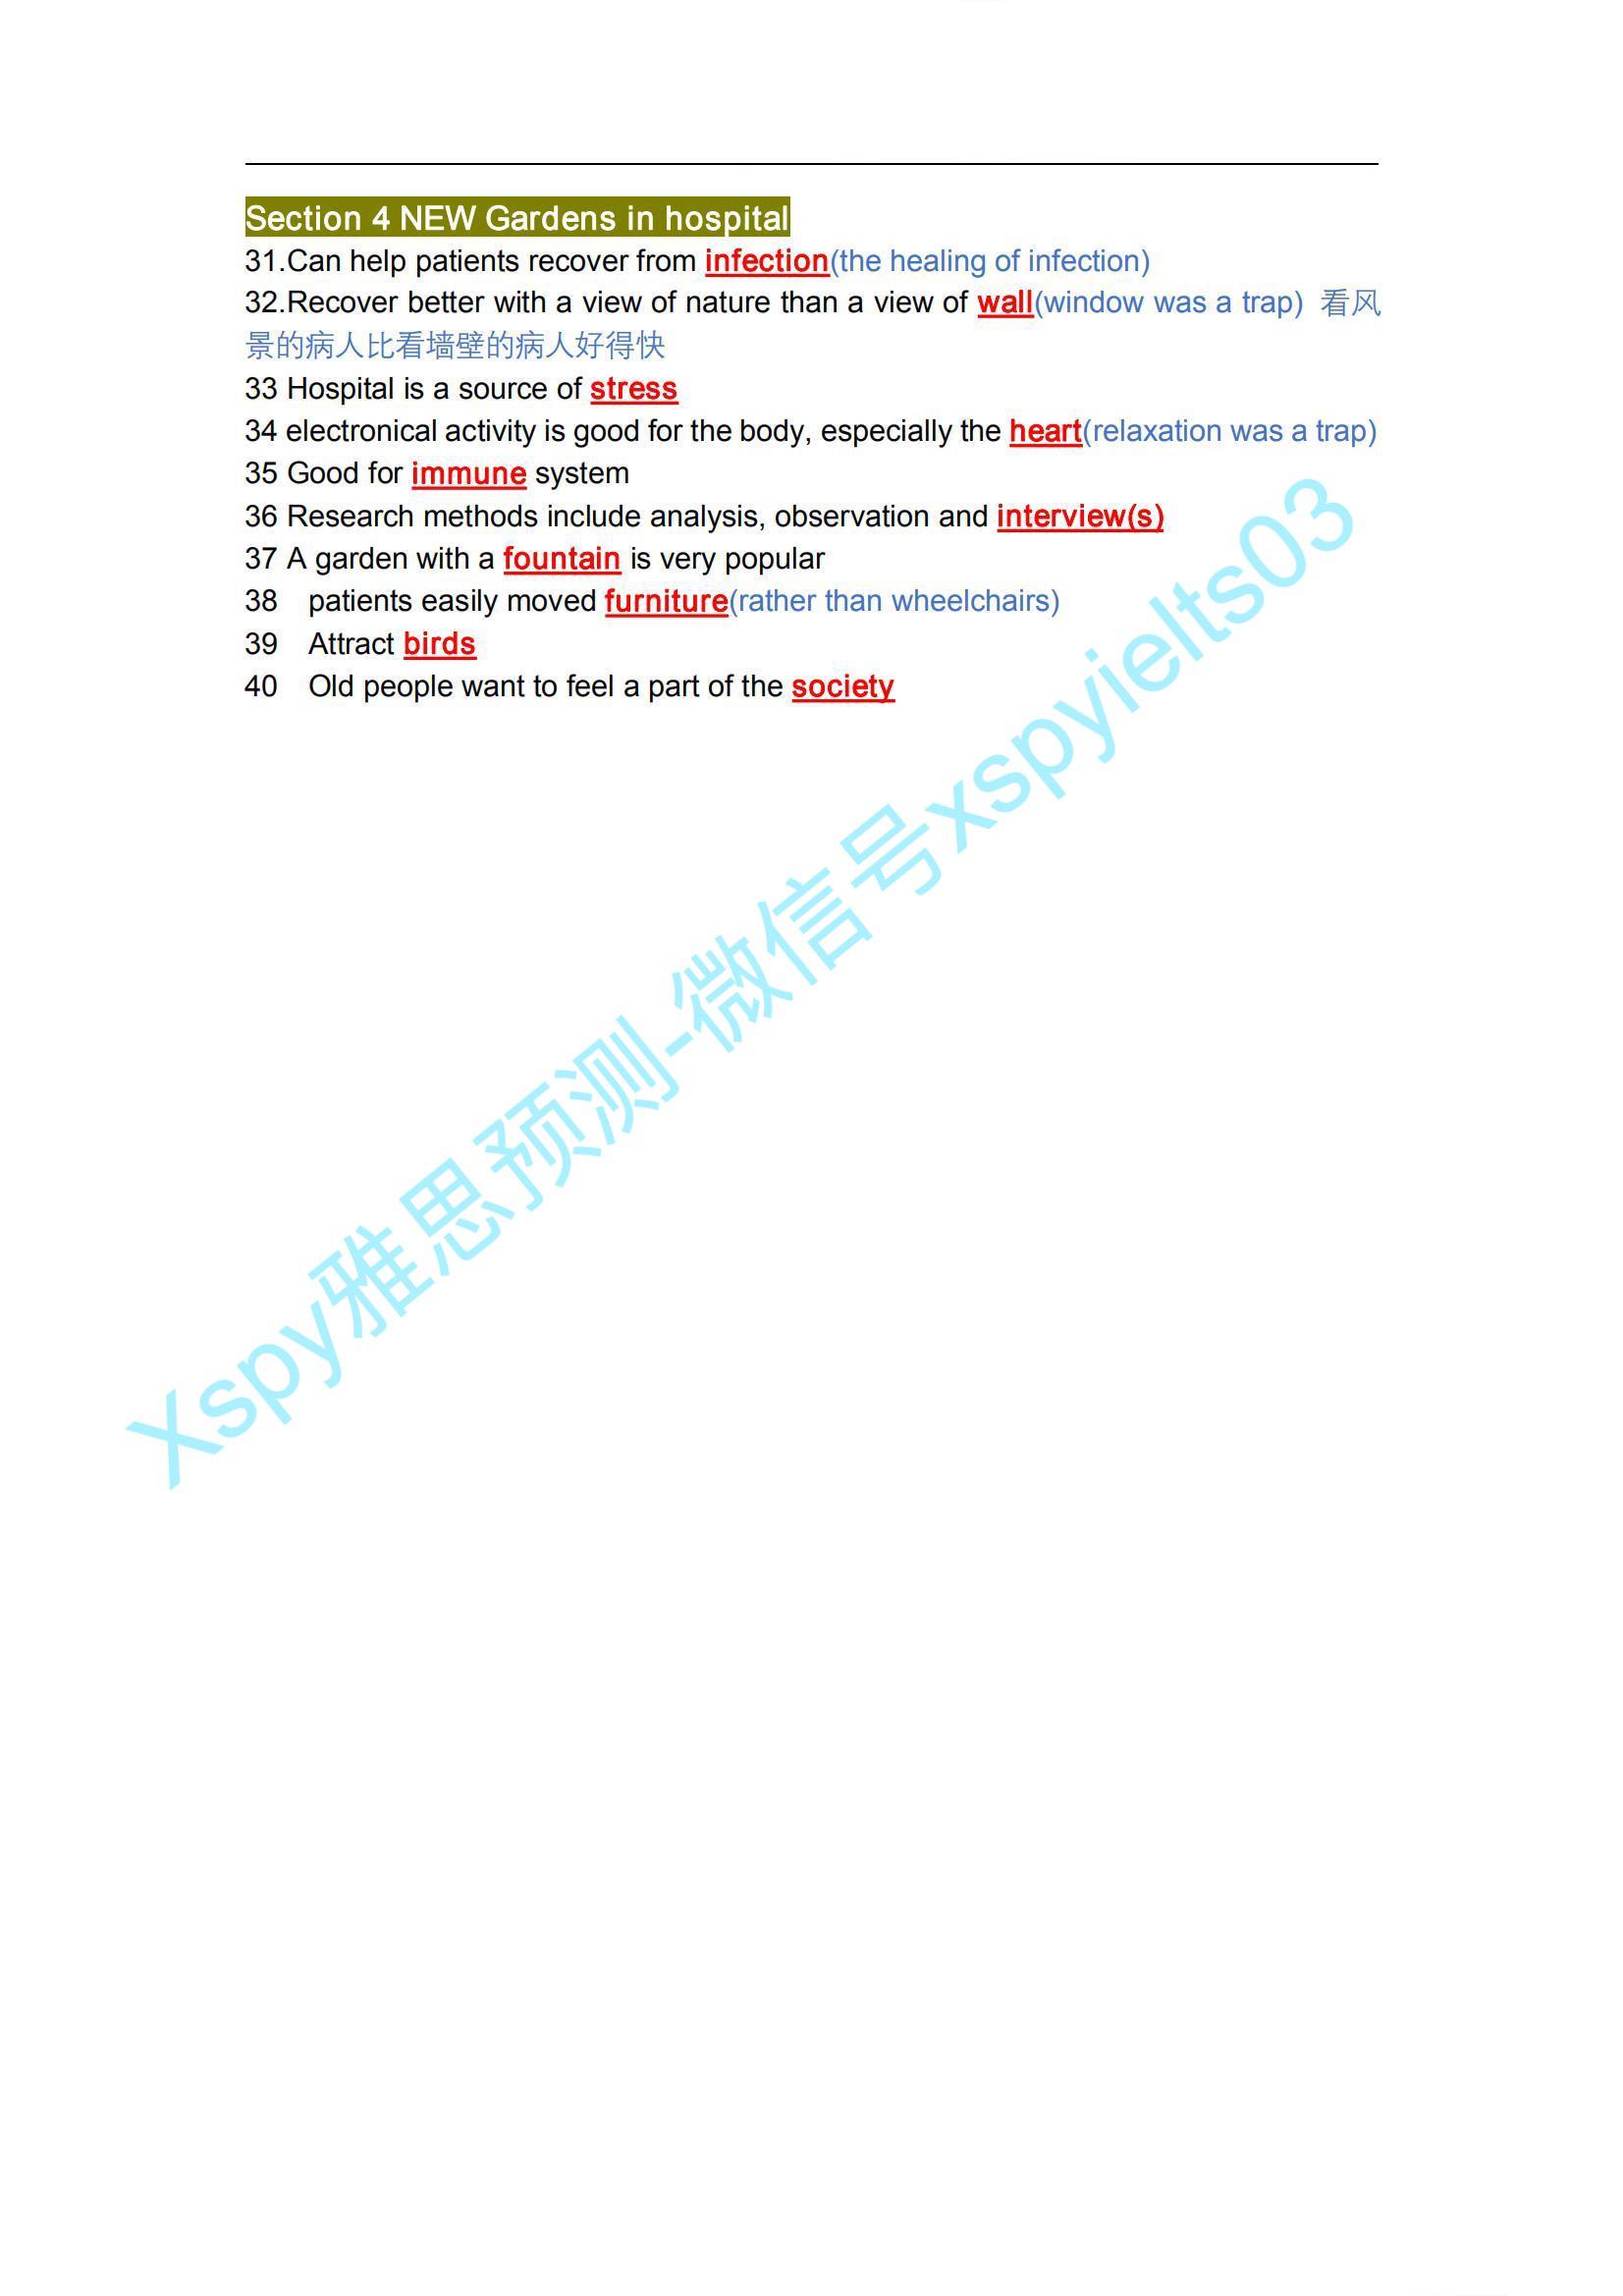 Section 4 NEW Gardens in hospital
31.Can help patients recover from infection(the healing of infection)
32.Recover better with a view of nature than a view of wall(window was a trap) 看风
景的病人比看墙壁的病人好得快
33 Hospital is a source of stress
34 electronical activity is good for the body, especially the heart(relaxation was a trap)
35 Good for immune system
36 Research methods include analysis, observation and interview(s)
37 A garden with a fountain is very popular
38 patients easily moved furniture(rather than wheelchairs)
39 Attract birds
40 Old people want to feel a part of the society
Xspy雅思预测-微信号xspyielts03